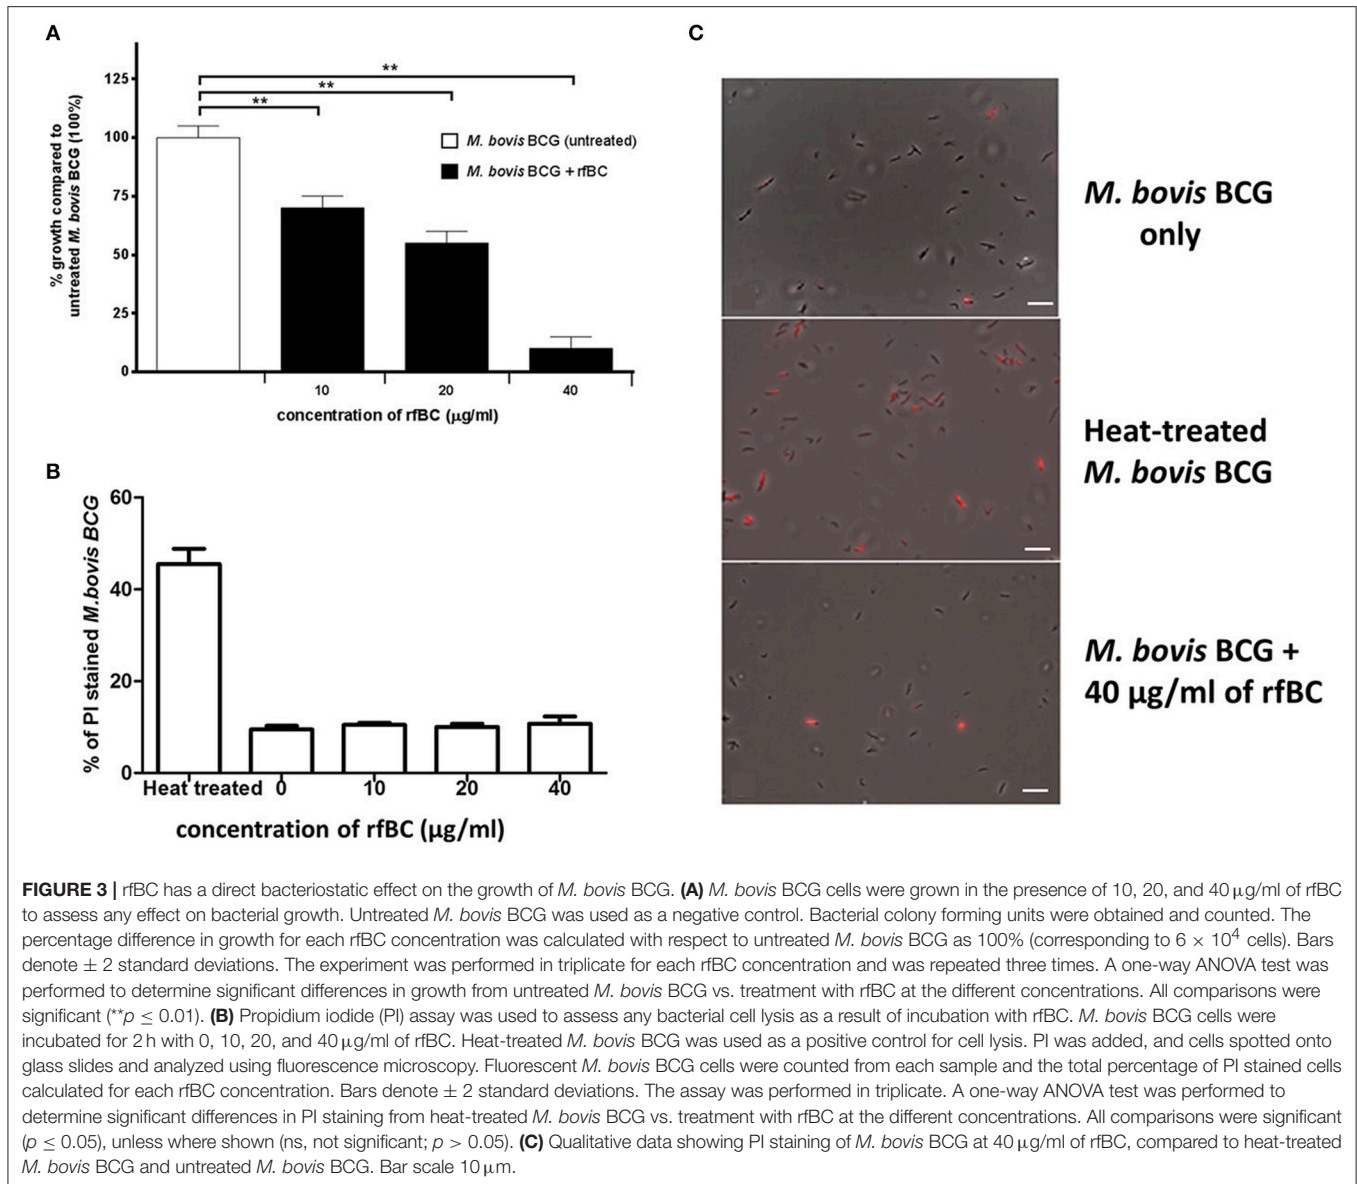 A
% growth compared to
untreated M. bovis BCG (100%)
125
100
75
50
25
0
**
**
**
M. bovis BCG (untreated)
M. bovis BCG + rfBC
10
20
40
concentration of rfBC (μg/ml)
B
% of PI stained M.bovis BCG
60
40
20
0
Heat treated 0 10 20 40
concentration of rfBC (μg/ml)
C
M. bovis BCG
only
Heat-treated
M. bovis BCG
M. bovis BCG +
40 μg/ml of rfBC
FIGURE 3 | rfBC has a direct bacteriostatic effect on the growth of M. bovis BCG. (A) M. bovis BCG cells were grown in the presence of 10, 20, and 40 μg/ml of rfBC
to assess any effect on bacterial growth. Untreated M. bovis BCG was used as a negative control. Bacterial colony forming units were obtained and counted. The
percentage difference in growth for each rfBC concentration was calculated with respect to untreated M. bovis BCG as 100% (corresponding to 6 × 10⁴ cells). Bars
denote ± 2 standard deviations. The experiment was performed in triplicate for each rfBC concentration and was repeated three times. A one-way ANOVA test was
performed to determine significant differences in growth from untreated M. bovis BCG vs. treatment with rfBC at the different concentrations. All comparisons were
significant (**p ≤ 0.01). (B) Propidium iodide (PI) assay was used to assess any bacterial cell lysis as a result of incubation with rfBC. M. bovis BCG cells were
incubated for 2 h with 0, 10, 20, and 40 μg/ml of rfBC. Heat-treated M. bovis BCG was used as a positive control for cell lysis. PI was added, and cells spotted onto
glass slides and analyzed using fluorescence microscopy. Fluorescent M. bovis BCG cells were counted from each sample and the total percentage of PI stained cells
calculated for each rfBC concentration. Bars denote ± 2 standard deviations. The assay was performed in triplicate. A one-way ANOVA test was performed to
determine significant differences in PI staining from heat-treated M. bovis BCG vs. treatment with rfBC at the different concentrations. All comparisons were significant
(p ≤ 0.05), unless where shown (ns, not significant; p > 0.05). (C) Qualitative data showing PI staining of M. bovis BCG at 40 μg/ml of rfBC, compared to heat-treated
M. bovis BCG and untreated M. bovis BCG. Bar scale 10 μm.